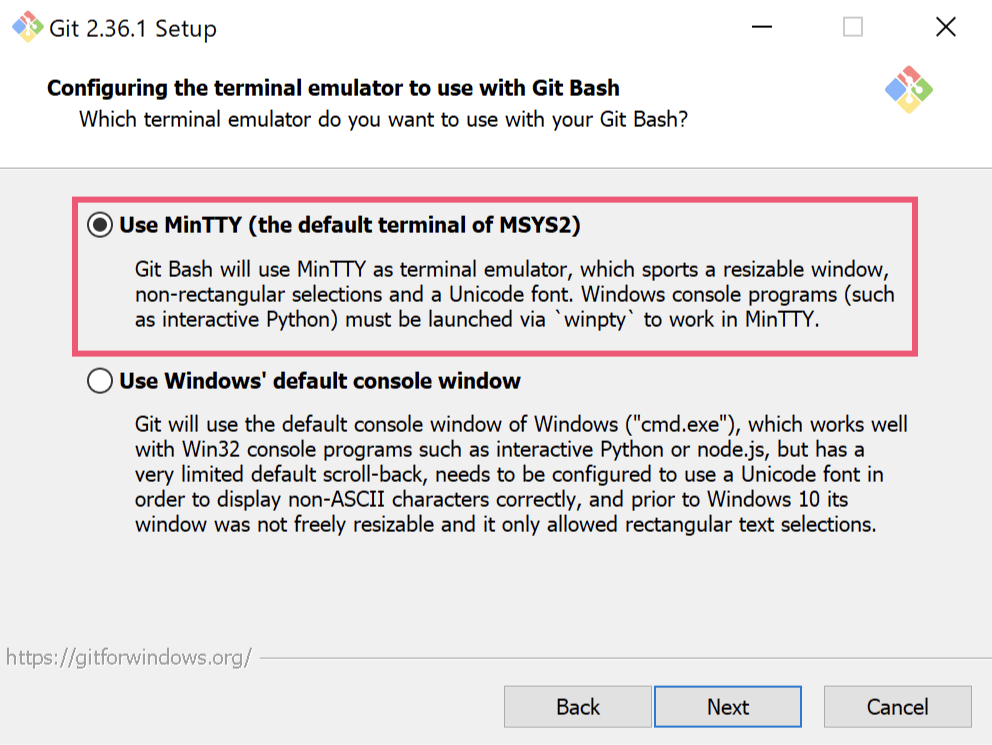 Git 2.36.1 Setup
Configuring the terminal emulator to use with Git Bash
Which terminal emulator do you want to use with your Git Bash?
Use MinTTY (the default terminal of MSYS2)
Git Bash will use MinTTY as terminal emulator, which sports a resizable window,
non-rectangular selections and a Unicode font. Windows console programs (such
as interactive Python) must be launched via `winpty` to work in MinTTY.
Use Windows' default console window
Git will use the default console window of Windows ("cmd.exe"), which works well
with Win32 console programs such as interactive Python or node.js, but has a
very limited default scroll-back, needs to be configured to use a Unicode font in
order to display non-ASCII characters correctly, and prior to Windows 10 its
window was not freely resizable and it only allowed rectangular text selections.
https://gitforwindows.org/
Back Next Cancel